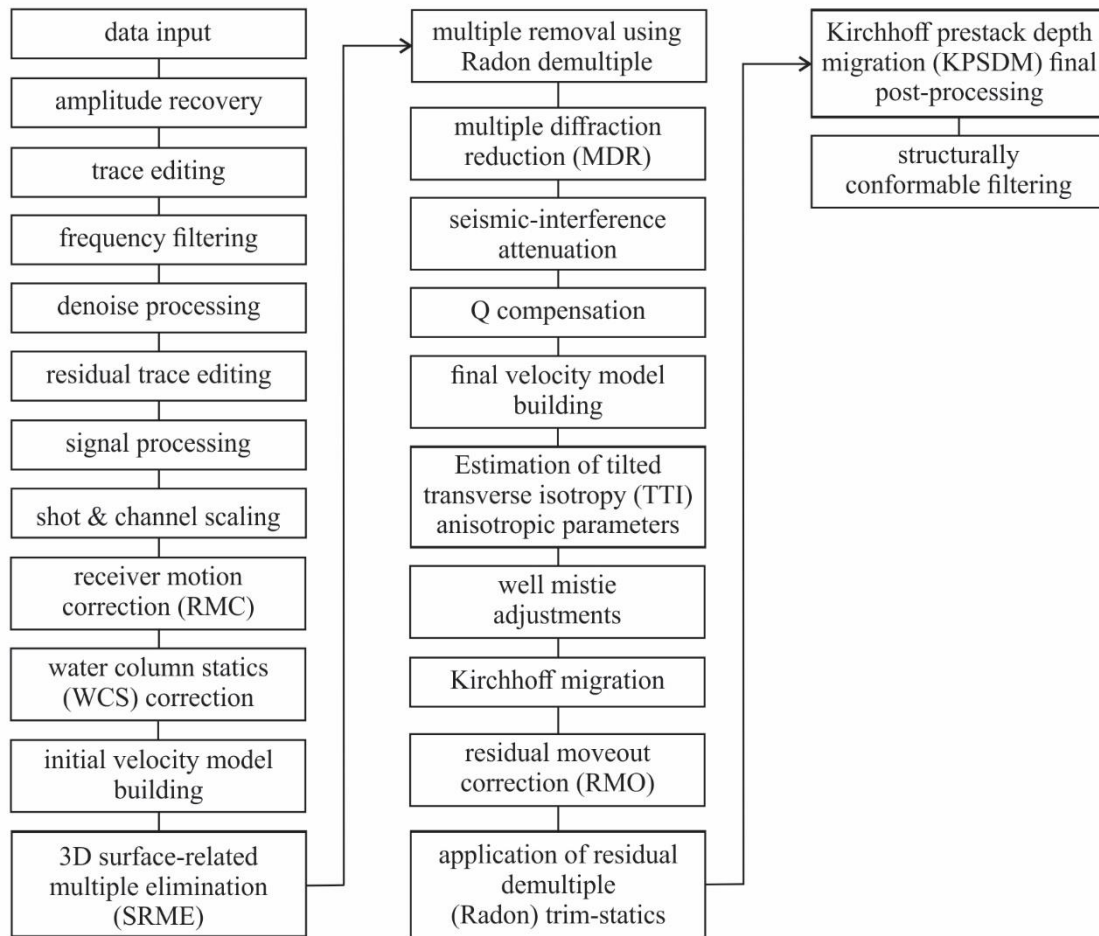 data input
amplitude recovery
trace editing
frequency filtering
denoise processing
residual trace editing
signal processing
shot & channel scaling
receiver motion
correction (RMC)
water column statics
(WCS) correction
initial velocity model
building
3D surface-related
multiple elimination
(SRME)
multiple removal using
Radon demultiple
multiple diffraction
reduction (MDR)
seismic-interference
attenuation
Q compensation
final velocity model
building
Estimation of tilted
transverse isotropy (TTI)
anisotropic parameters
well mistie
adjustments
Kirchhoff migration
residual moveout
correction (RMO)
application of residual
demultiple
(Radon) trim-statics
Kirchhoff prestack depth
migration (KPSDM) final
post-processing
structurally
conformable filtering